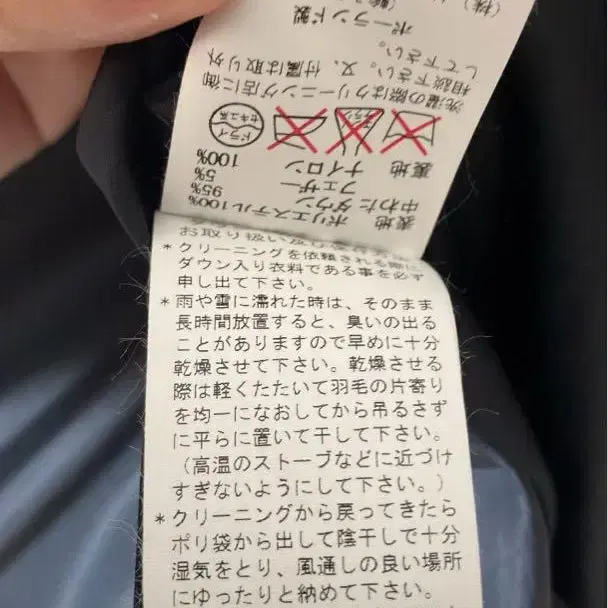 表地 ポリエステル100%
中わた ダウン 95%
フェザー 5%
裏地 ナイロン 100%
ドライ
セキユ系
洗濯の際はクリーニング店に御
相談下さい。又、付属は取り外
して下さい。
ポーランド製
(株)
お取り扱い及び
*クリーニングを依頼される際に
ダウン入り衣料である事を必ず
申し出て下さい。
*雨や雪に濡れた時は、そのまま
長時間放置すると、臭いの出る
ことがありますので早めに十分
乾燥させて下さい。乾燥させる
際は軽くたたいて羽毛の片寄り
を均一になおしてから吊るさず
に平らに置いて干して下さい。
(高温のストーブなどに近づけ
すぎないようにして下さい。)
*クリーニングから戻ってきたら
ポリ袋から出して陰干しで十分
湿気をとり、風通しの良い場所
にゆったりと納めて下さい。